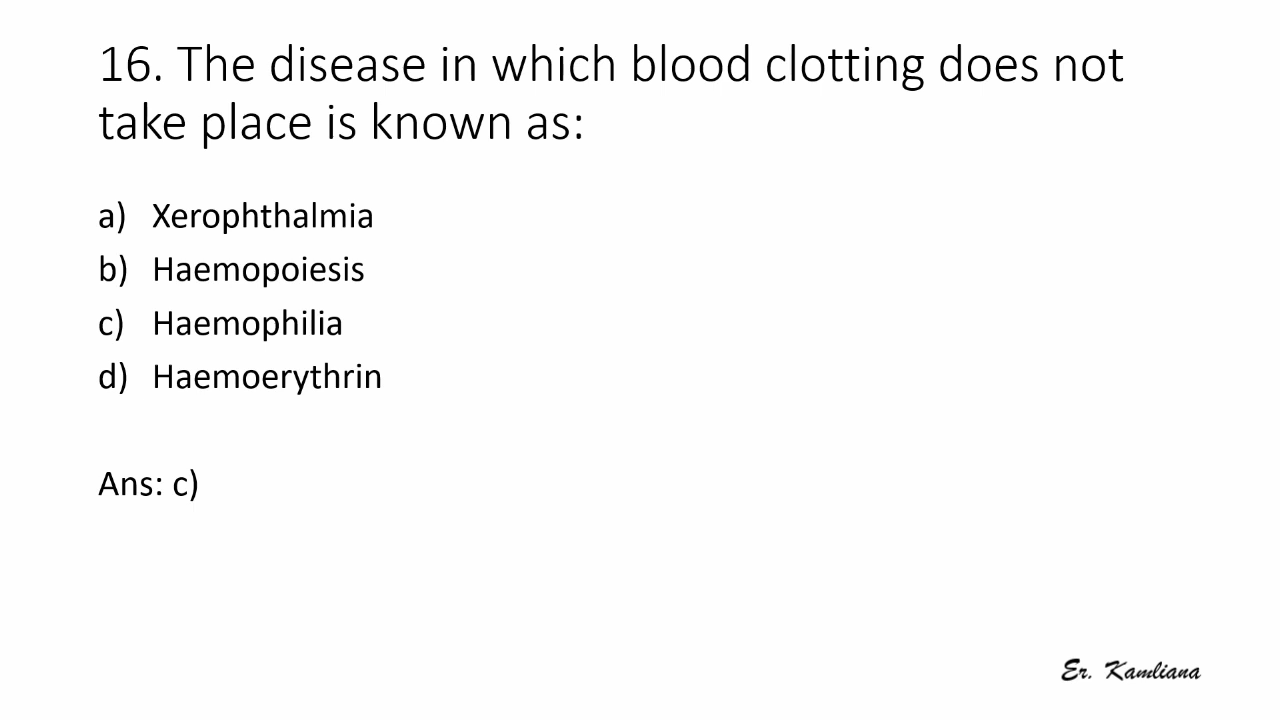 16. The disease in which blood clotting does not
take place is known as:
a) Xerophthalmia
b) Haemopoiesis
c) Haemophilia
d) Haemoerythrin
Ans: c)
Er. Kamliana